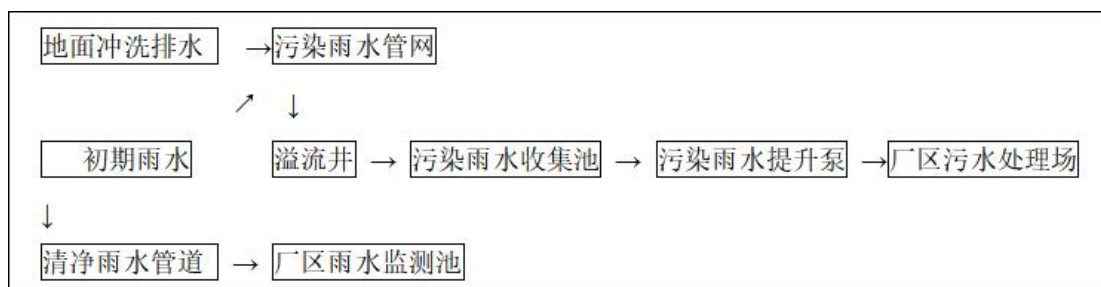 地面冲洗排水 →污染雨水管网
↗ ↓
初期雨水 溢流井 → 污染雨水收集池 → 污染雨水提升泵 →厂区污水处理场
↓
清净雨水管道 → 厂区雨水监测池